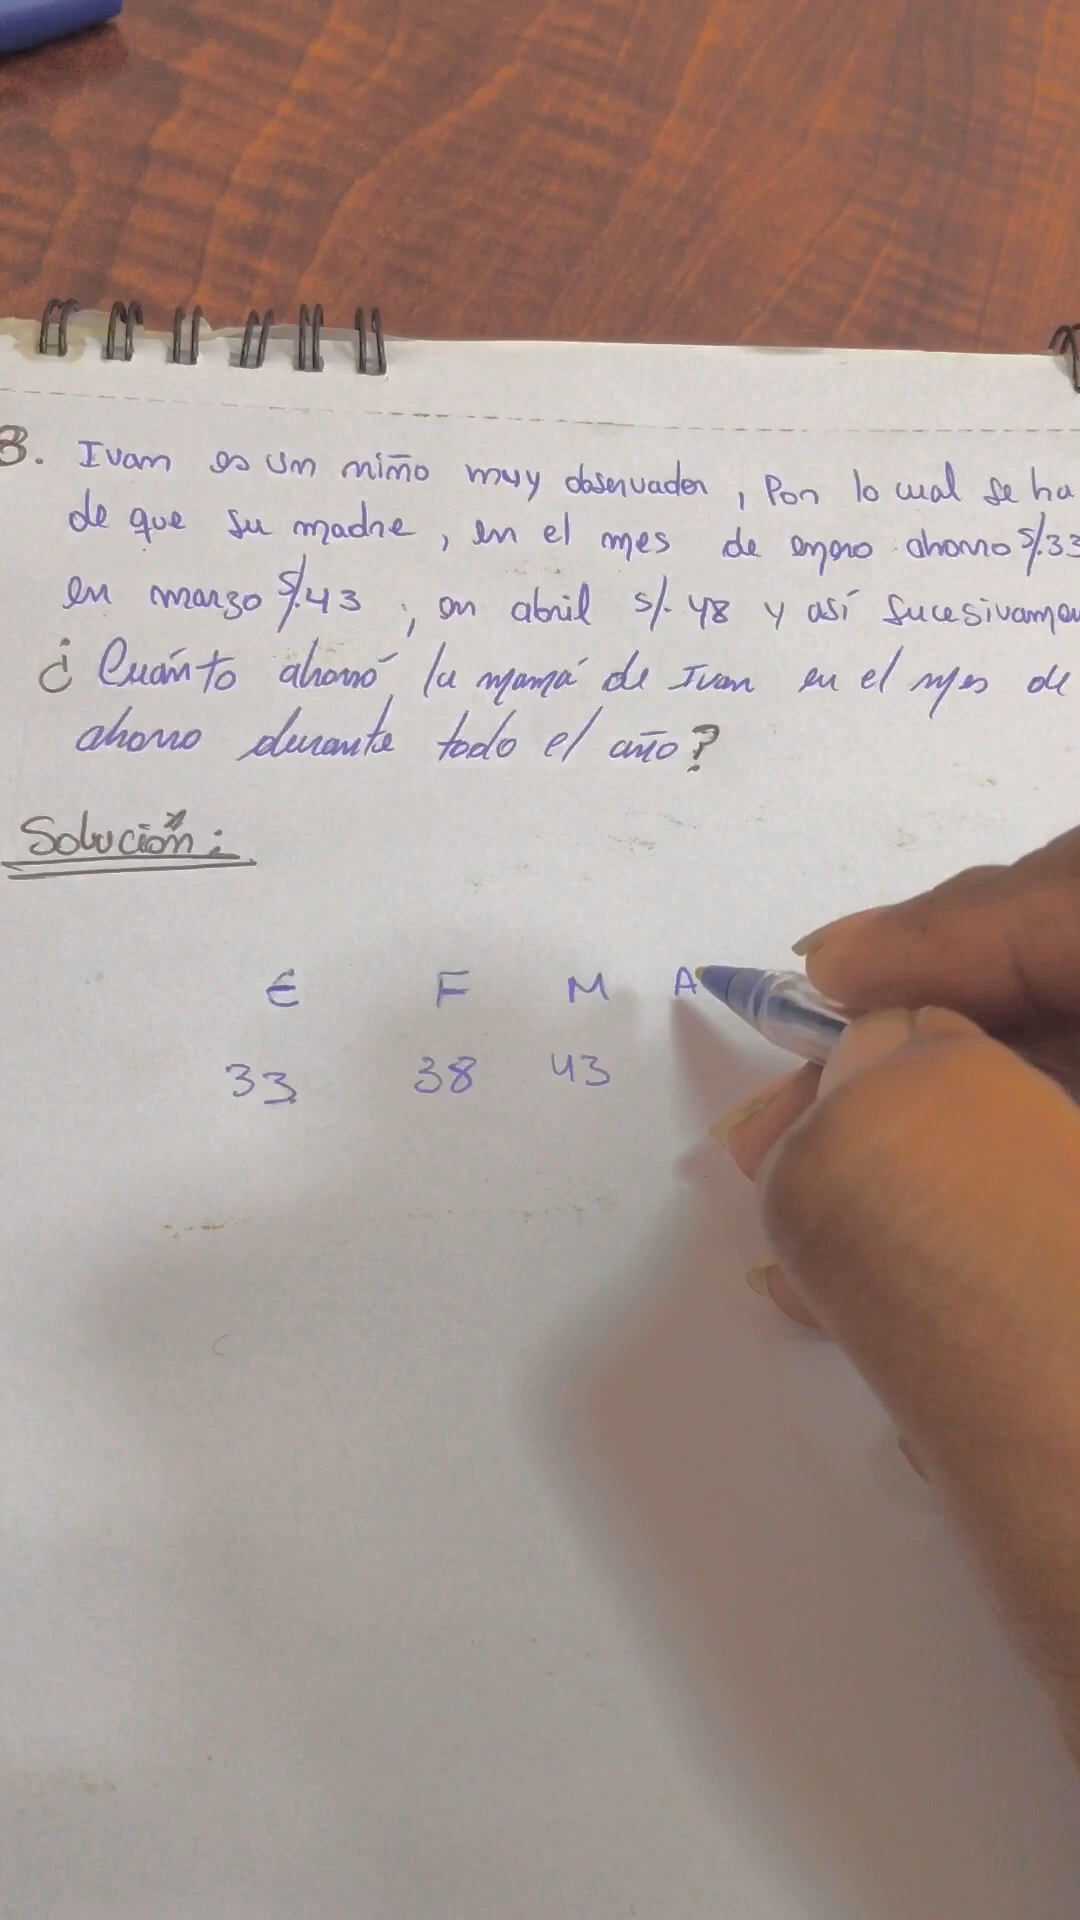 3. Ivan es un niño muy observador, Por lo cual se ha
de que su madre, en el mes de enero ahorro S/.33
en marzo S/.43, en abril s/. 48 y así sucesivamen
¿Cuánto ahorró la mamá de Ivan en el mes de
ahorro durante todo el año?
Solución:
E F M A
33 38 43